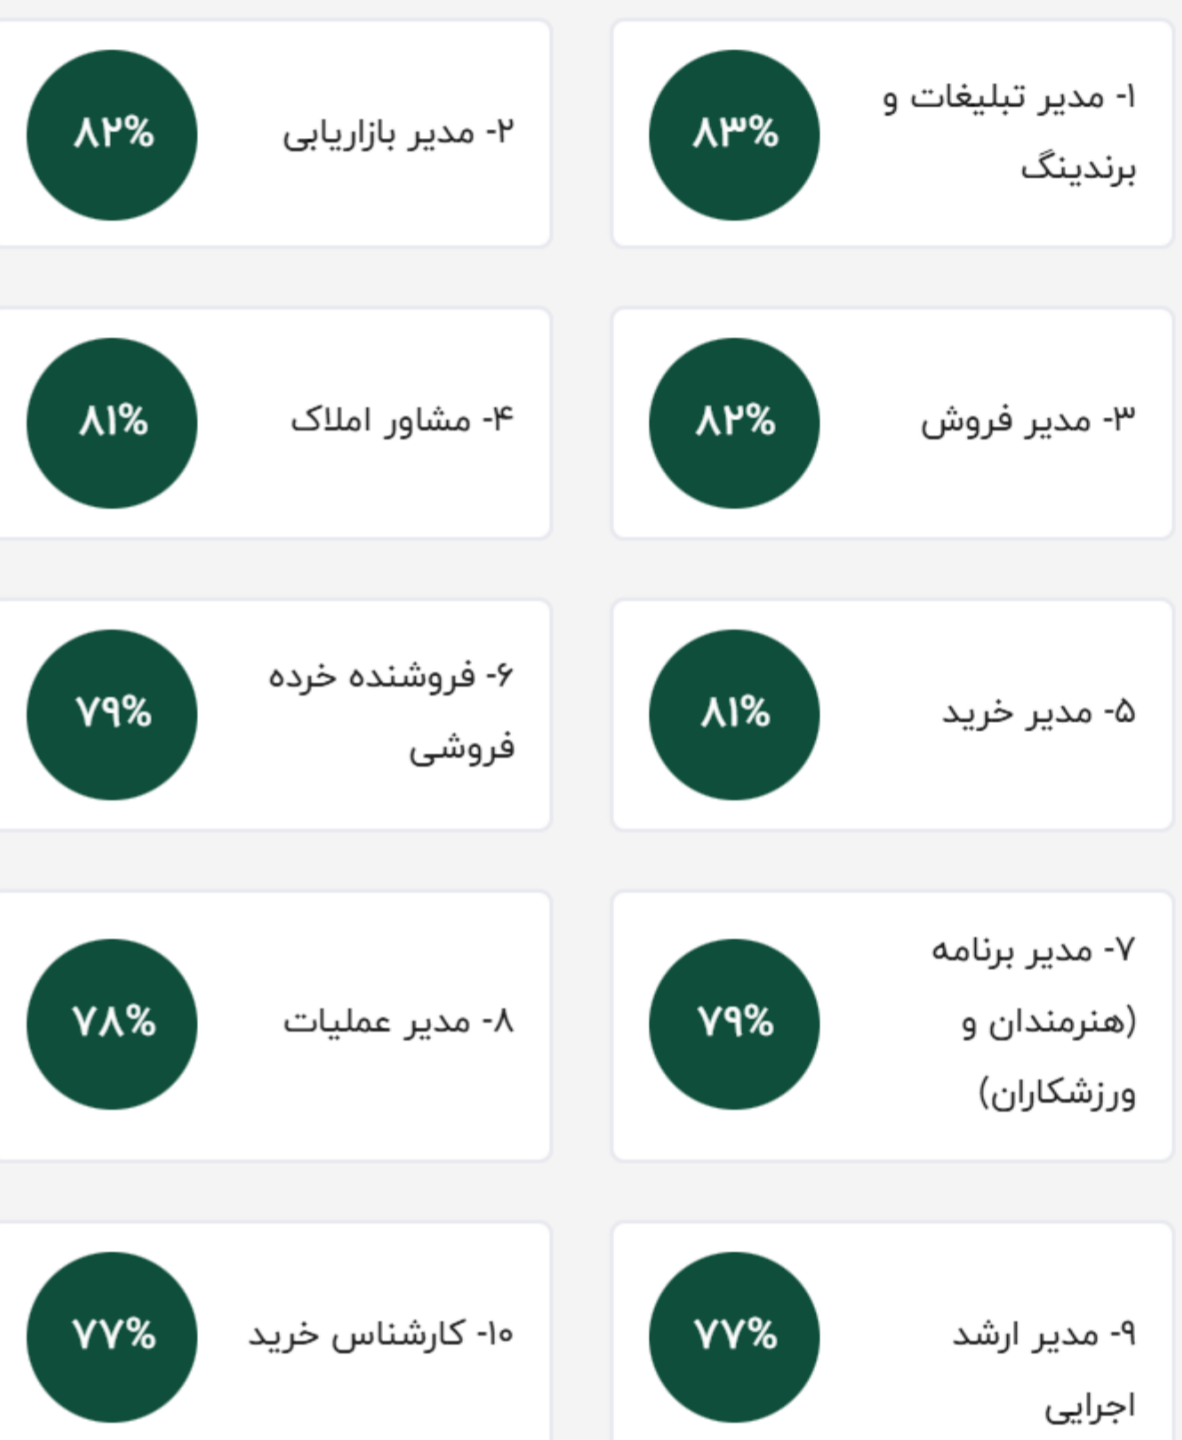 ۱- مدیر تبلیغات و
برندینگ
۸۳%
۲- مدیر بازاریابی
۸۲%
۳- مدیر فروش
۸۲%
۴- مشاور املاک
۸۱%
۵- مدیر خرید
۸۱%
۶- فروشنده خرده
فروشی
۷۹%
۷- مدیر برنامه
(هنرمندان و
ورزشکاران)
۷۹%
۸- مدیر عملیات
۷۸%
۹- مدیر ارشد
اجرایی
۷۷%
۱۰- کارشناس خرید
۷۷%